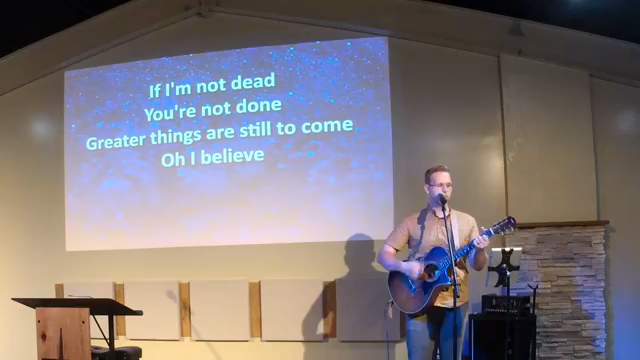 If I'm not dead
You're not done
Greater things are still to come
Oh I believe